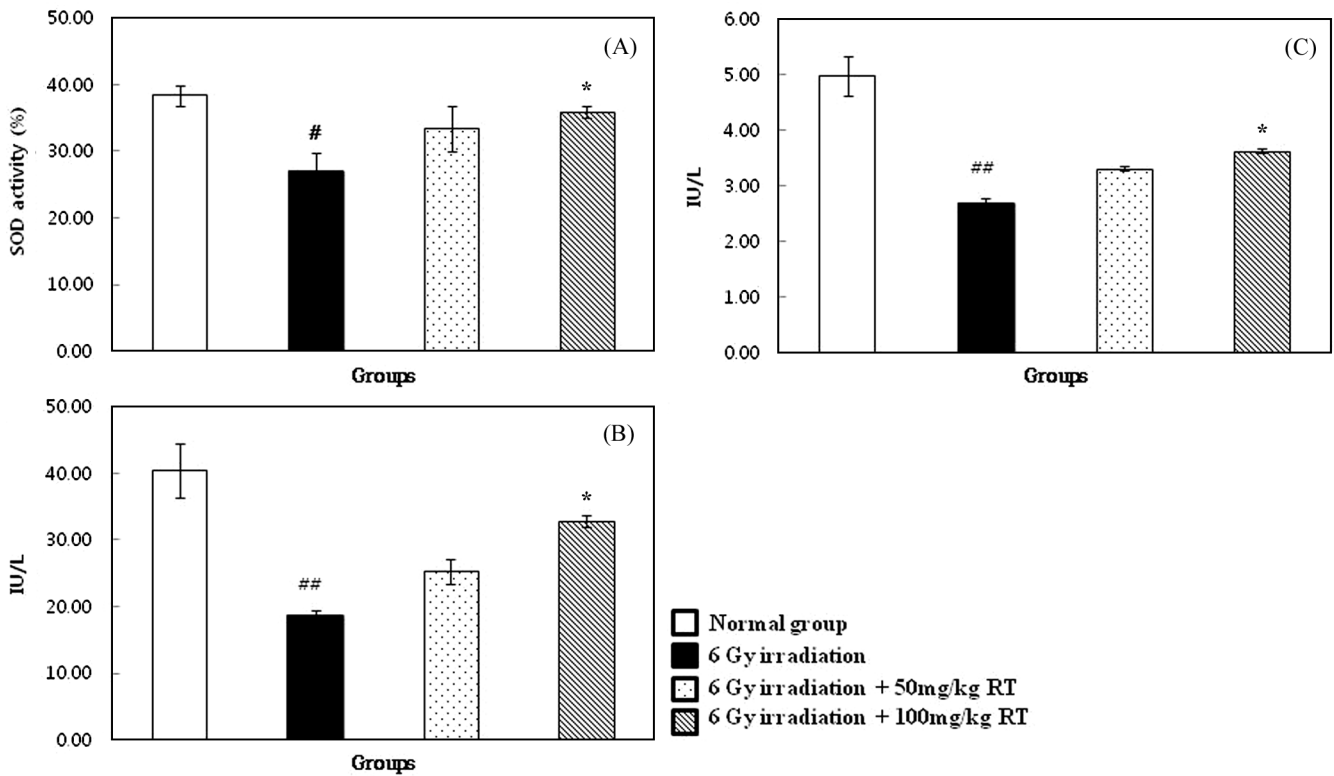 50.00
40.00
30.00
20.00
10.00
0.00
SOD activity (%)
(A)
#
*
Groups
6.00
5.00
4.00
3.00
2.00
1.00
0.00
IU/L
(C)
##
*
Groups
50.00
40.00
30.00
20.00
10.00
0.00
IU/L
(B)
##
*
Groups
Normal group
6 Gy irradiation
6 Gy irradiation + 50mg/kg RT
6 Gy irradiation + 100mg/kg RT